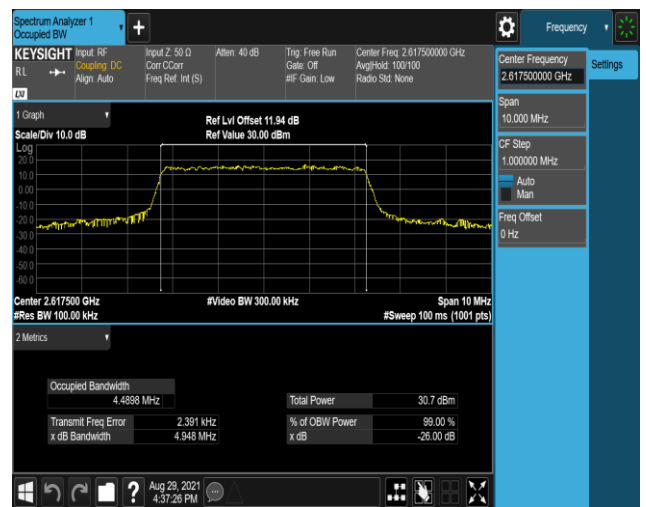 Spectrum Analyzer 1
Occupied BW
Frequency
KEYSIGHT
R L
LXI
Input: RF
Coupling: DC
Align: Auto
Input Z: 50 Ω
Corr CCorr
Freq Ref: Int (S)
Atten: 40 dB
Trig: Free Run
Gate: Off
#IF Gain: Low
Center Freq: 2.617500000 GHz
Avg|Hold: 100/100
Radio Std: None
Center Frequency
2.617500000 GHz
Settings
Span
10.000 MHz
CF Step
1.000000 MHz
Auto
Man
Freq Offset
0 Hz
1 Graph
Scale/Div 10.0 dB
Ref Lvl Offset 11.94 dB
Ref Value 30.00 dBm
Log
20.0
10.0
0.00
-10.0
-20.0
-30.0
-40.0
-50.0
-60.0
Center 2.617500 GHz
#Video BW 300.00 kHz
Span 10 MHz
#Res BW 100.00 kHz
#Sweep 100 ms (1001 pts)
2 Metrics
Occupied Bandwidth
4.4898 MHz
Total Power
30.7 dBm
Transmit Freq Error
2.391 kHz
% of OBW Power
99.00 %
x dB Bandwidth
4.948 MHz
x dB
-26.00 dB
?
Aug 29, 2021
4:37:26 PM